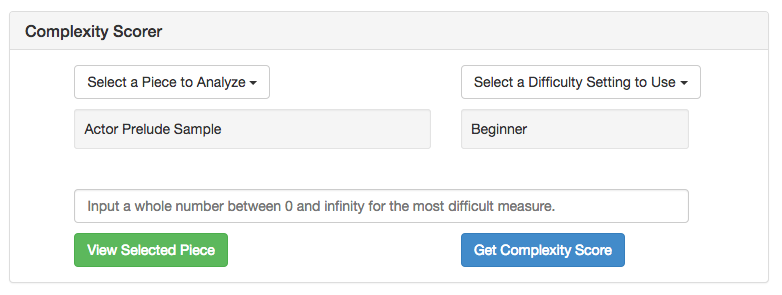 Complexity Scorer
Select a Piece to Analyze
Select a Difficulty Setting to Use
Actor Prelude Sample
Beginner
Input a whole number between 0 and infinity for the most difficult measure.
View Selected Piece
Get Complexity Score